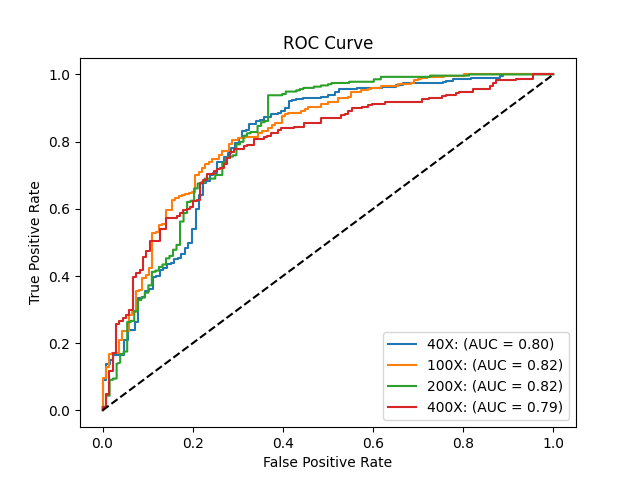 ROC Curve
True Positive Rate
1.0
0.8
0.6
0.4
0.2
0.0
0.0 0.2 0.4 0.6 0.8 1.0
False Positive Rate
40X: (AUC = 0.80)
100X: (AUC = 0.82)
200X: (AUC = 0.82)
400X: (AUC = 0.79)